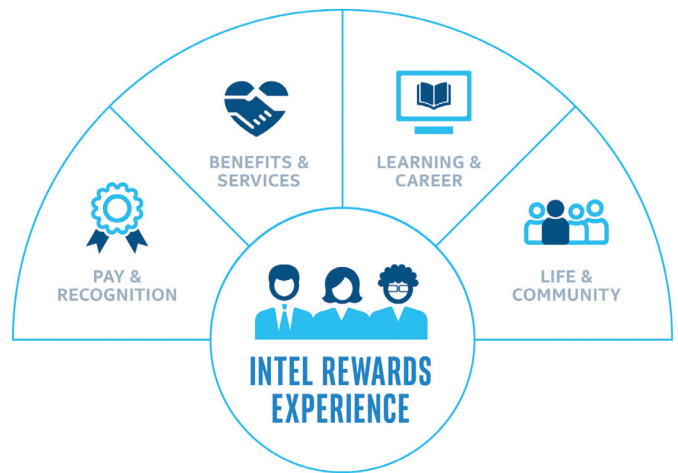 BENEFITS &
SERVICES
LEARNING &
CAREER
PAY &
RECOGNITION
LIFE &
COMMUNITY
INTEL REWARDS
EXPERIENCE